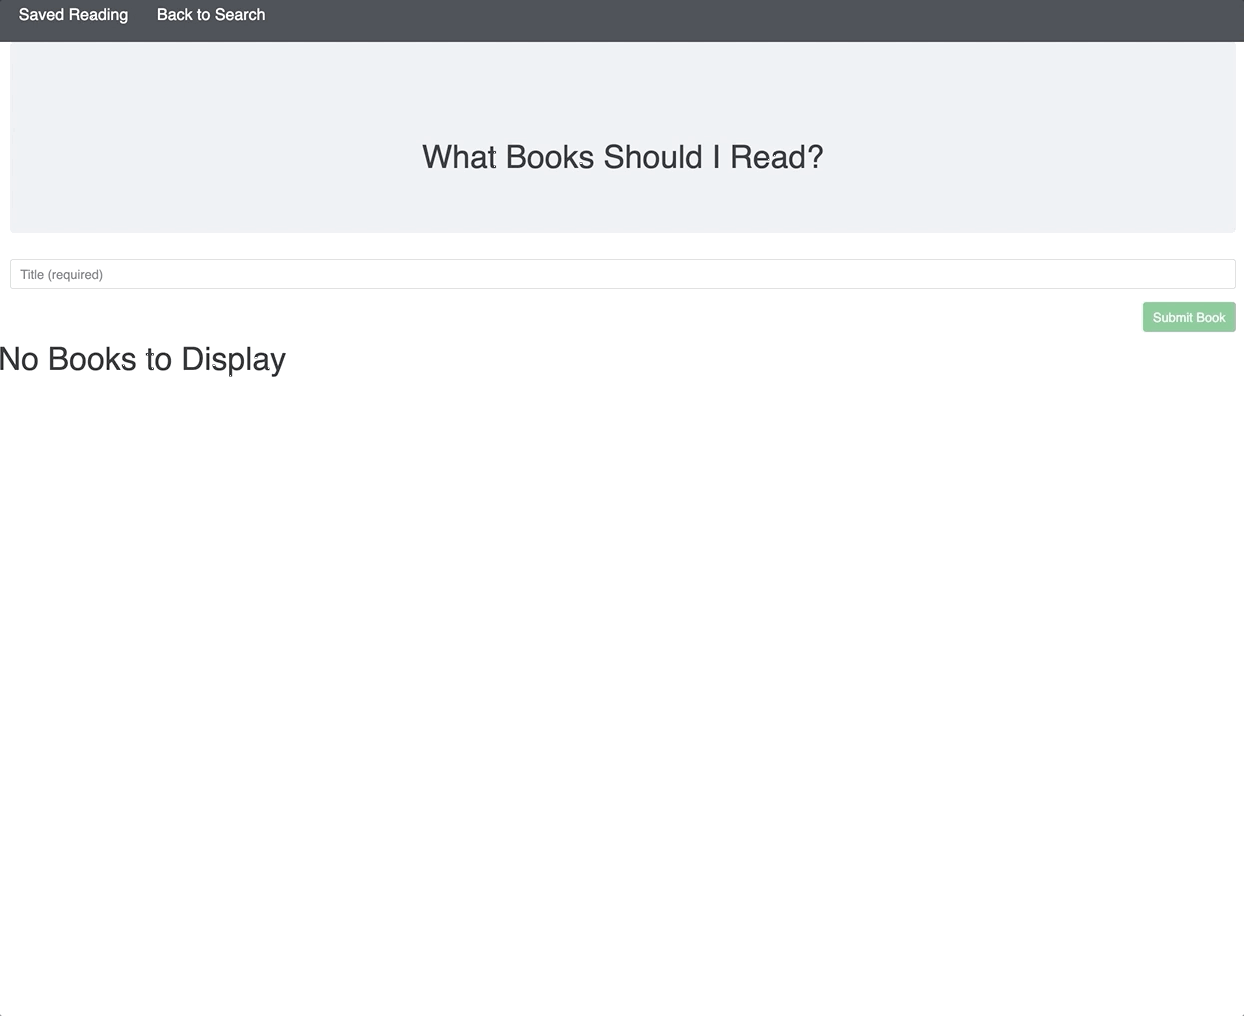 Saved Reading Back to Search
What Books Should I Read?
Title (required)
Submit Book
No Books to Display